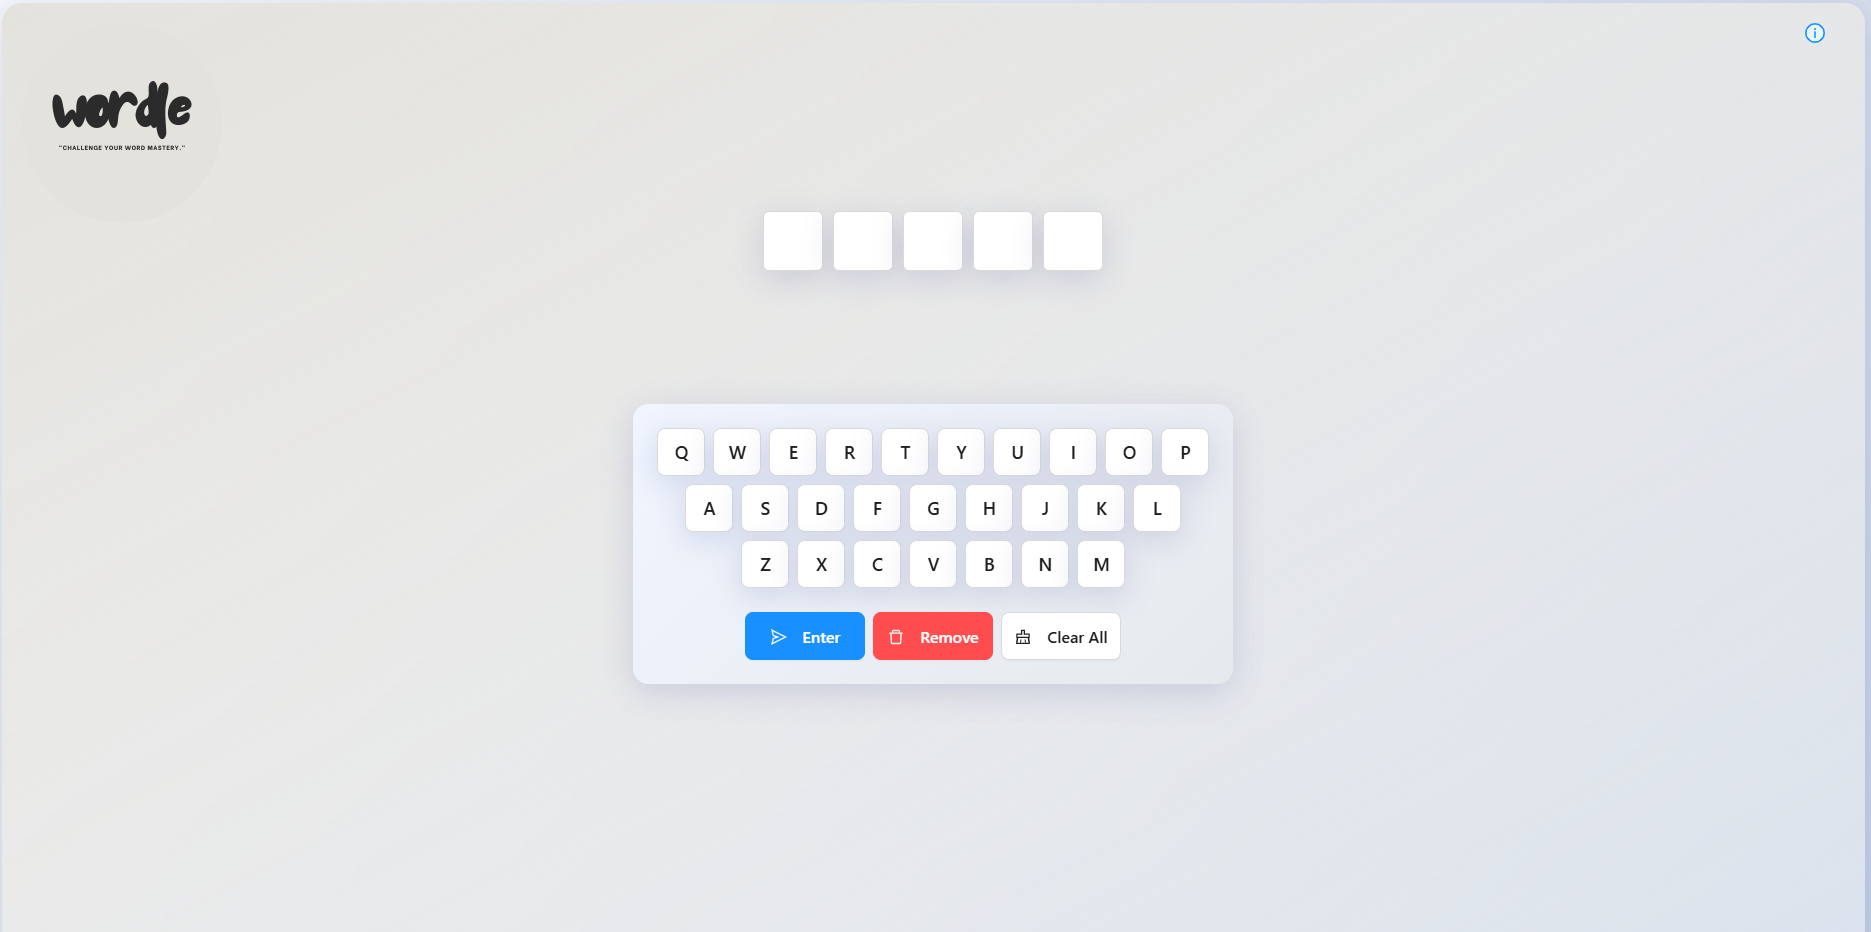 wordle
"CHALLENGE YOUR WORD MASTERY."
Q W E R T Y U I O P
A S D F G H J K L
Z X C V B N M
Enter Remove Clear All